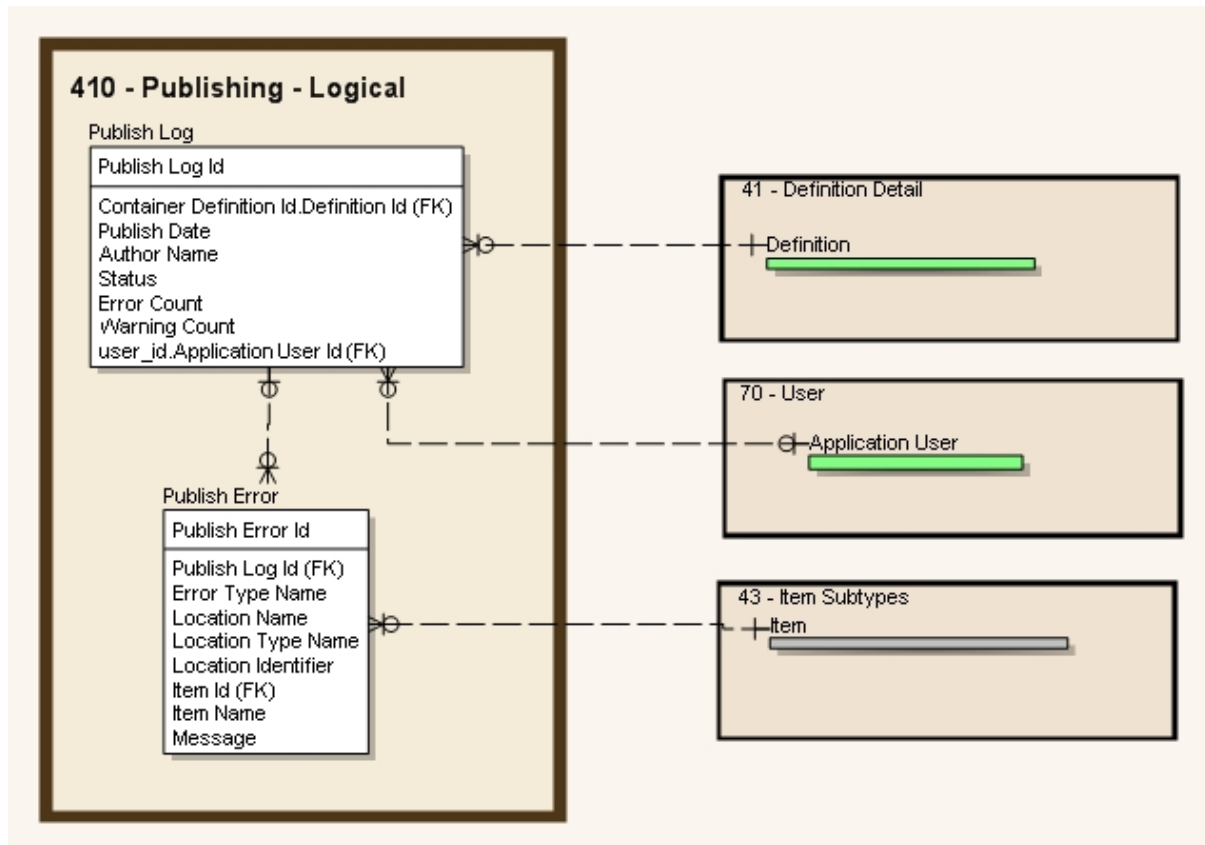 410 - Publishing - Logical
Publish Log
Publish Log Id
Container Definition Id.Definition Id (FK)
Publish Date
Author Name
Status
Error Count
Warning Count
user_id.Application User Id (FK)
Publish Error
Publish Error Id
Publish Log Id (FK)
Error Type Name
Location Name
Location Type Name
Location Identifier
Item Id (FK)
Item Name
Message
41 - Definition Detail
Definition
70 - User
Application User
43 - Item Subtypes
Item